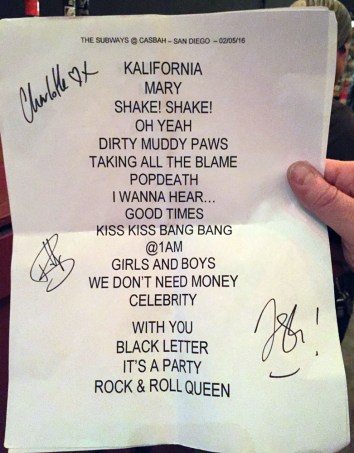 THE SUBWAYS @ CASBAH – SAN DIEGO – 02/05/16
Charlotte ♡X
KALIFORNIA
MARY
SHAKE! SHAKE!
OH YEAH
DIRTY MUDDY PAWS
TAKING ALL THE BLAME
POPDEATH
I WANNA HEAR...
GOOD TIMES
KISS KISS BANG BANG
@1AM
GIRLS AND BOYS
WE DON'T NEED MONEY
CELEBRITY
WITH YOU
BLACK LETTER
IT'S A PARTY
ROCK & ROLL QUEEN